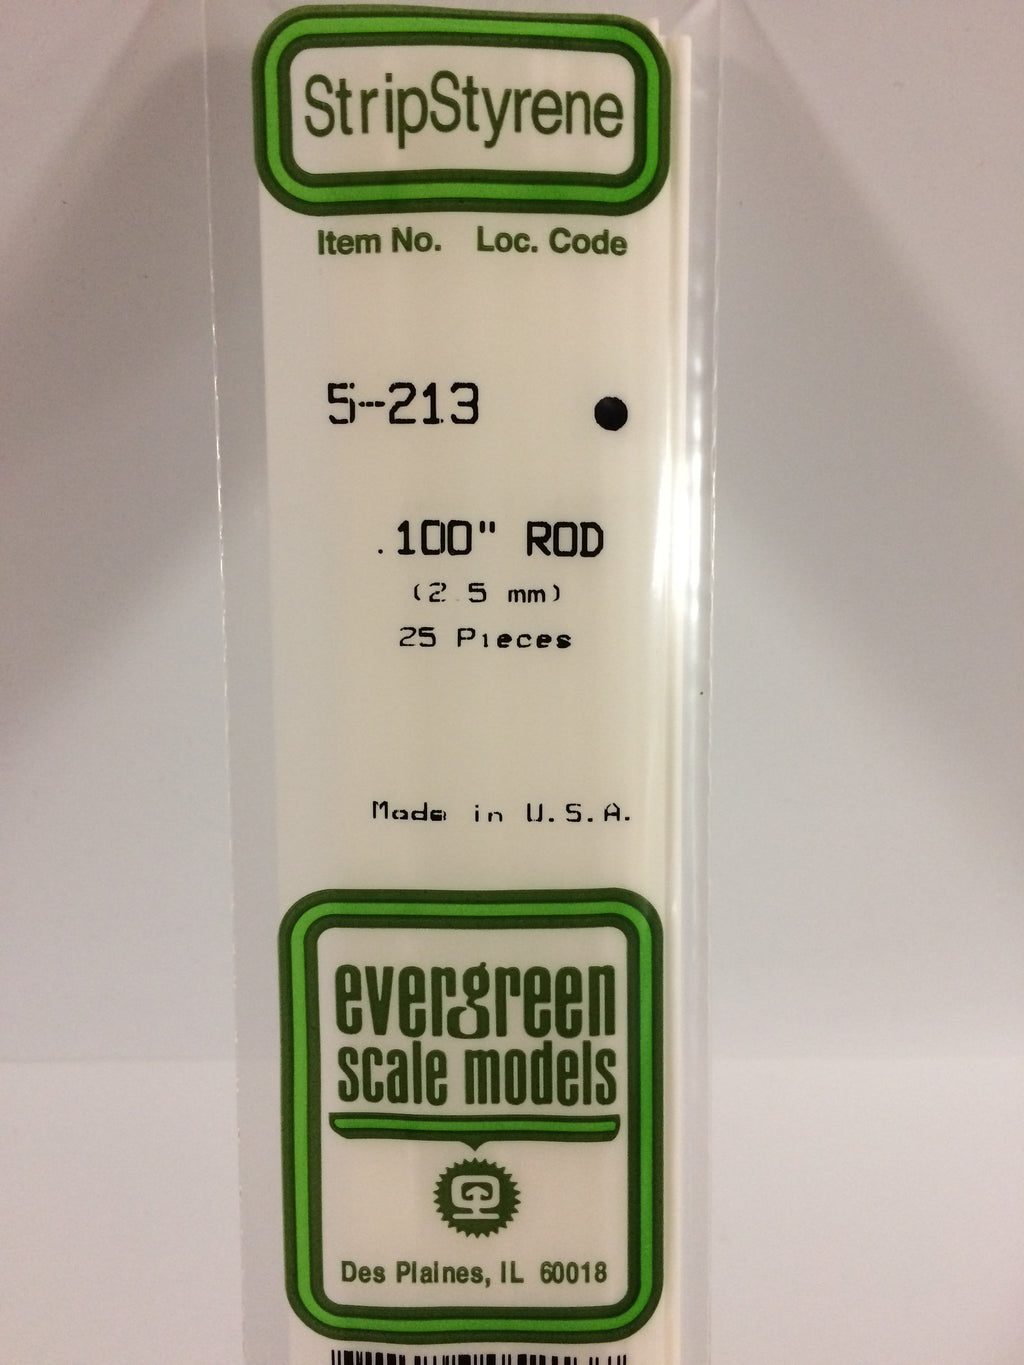 StripStyrene
Item No. Loc. Code
5-213
.100" ROD
(2.5 mm)
25 Pieces
Made in U.S.A.
evergreen
scale models
Des Plaines, IL 60018